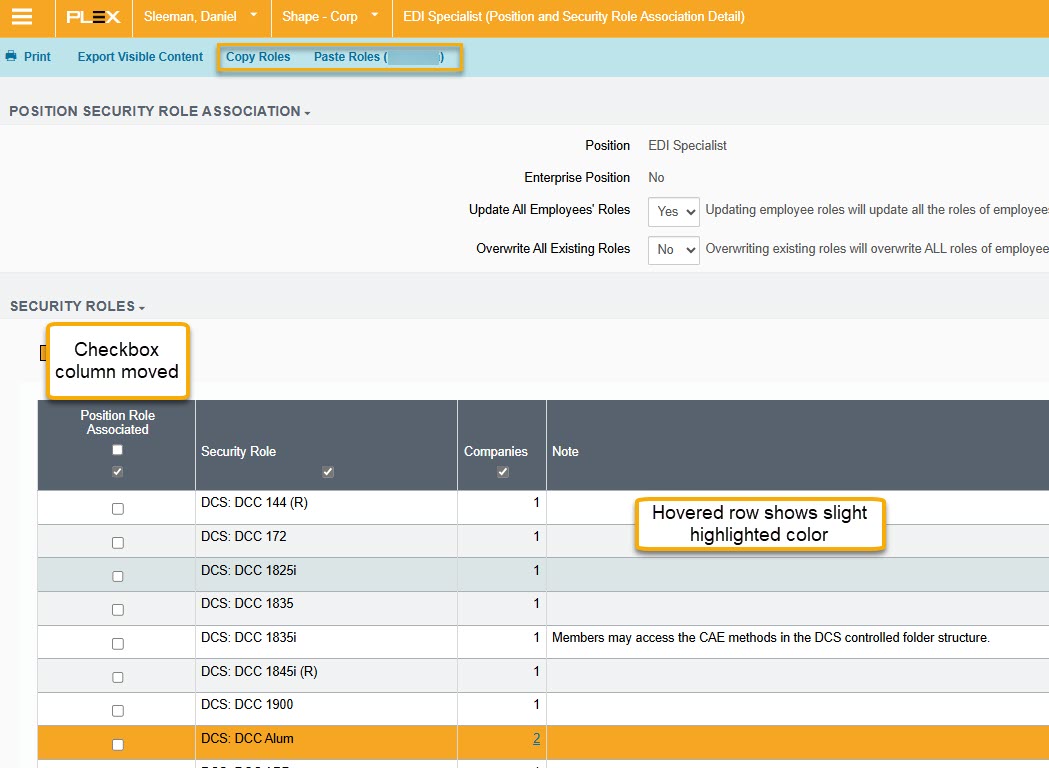 PLEX Sleeman, Daniel Shape - Corp EDI Specialist (Position and Security Role Association Detail)
Print Export Visible Content Copy Roles Paste Roles ( )
POSITION SECURITY ROLE ASSOCIATION
Position EDI Specialist
Enterprise Position No
Update All Employees' Roles Yes Updating employee roles will update all the roles of employee
Overwrite All Existing Roles No Overwriting existing roles will overwrite ALL roles of employee
SECURITY ROLES
Checkbox
column moved
Position Role
Associated
Security Role Companies Note
DCS: DCC 144 (R) 1
Hovered row shows slight
highlighted color
DCS: DCC 172 1
DCS: DCC 1825i 1
DCS: DCC 1835 1
DCS: DCC 1835i 1 Members may access the CAE methods in the DCS controlled folder structure.
DCS: DCC 1845i (R) 1
DCS: DCC 1900 1
DCS: DCC Alum 2